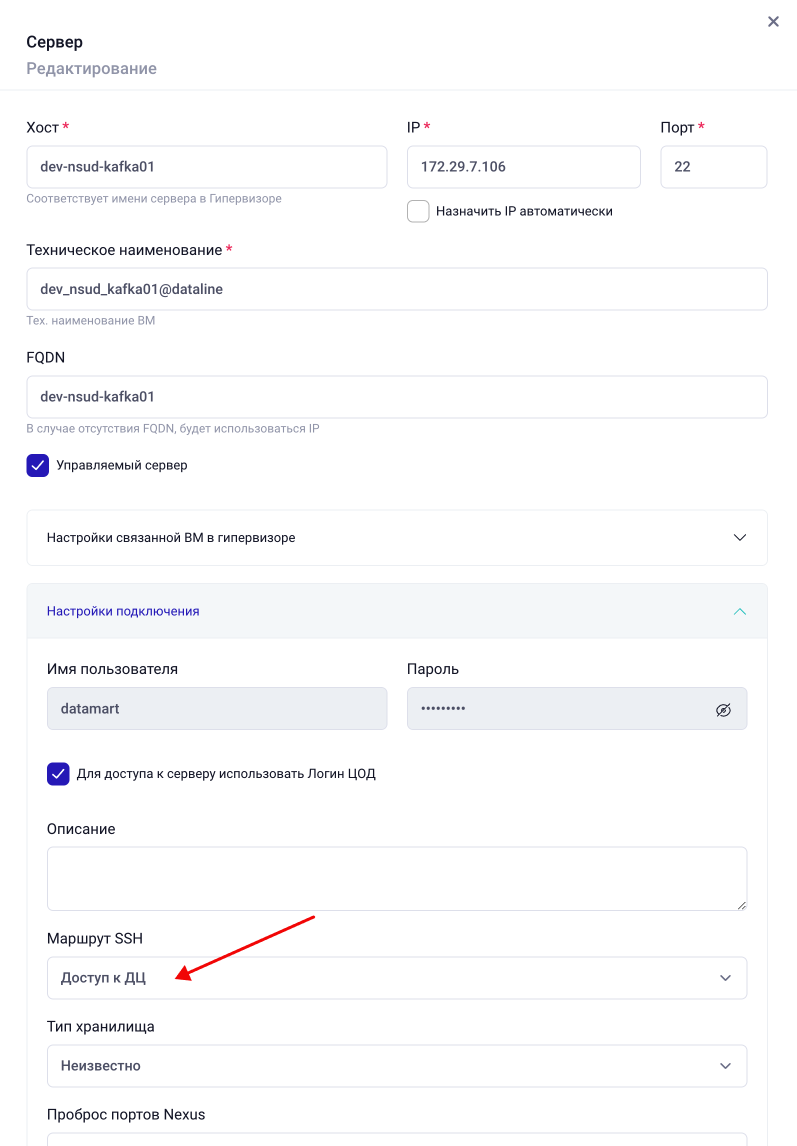 Сервер
Редактирование
Хост *
IP *
Порт *
dev-nsud-kafka01
172.29.7.106
22
Соответствует имени сервера в Гипервизоре
Назначить IP автоматически
Техническое наименование *
dev_nsud_kafka01@dataline
Тех. наименование ВМ
FQDN
dev-nsud-kafka01
В случае отсутствия FQDN, будет использоваться IP
Управляемый сервер
Настройки связанной ВМ в гипервизоре
Настройки подключения
Имя пользователя
Пароль
datamart
•••••••••
Для доступа к серверу использовать Логин ЦОД
Описание
Маршрут SSH
Доступ к ДЦ
Тип хранилища
Неизвестно
Проброс портов Nexus